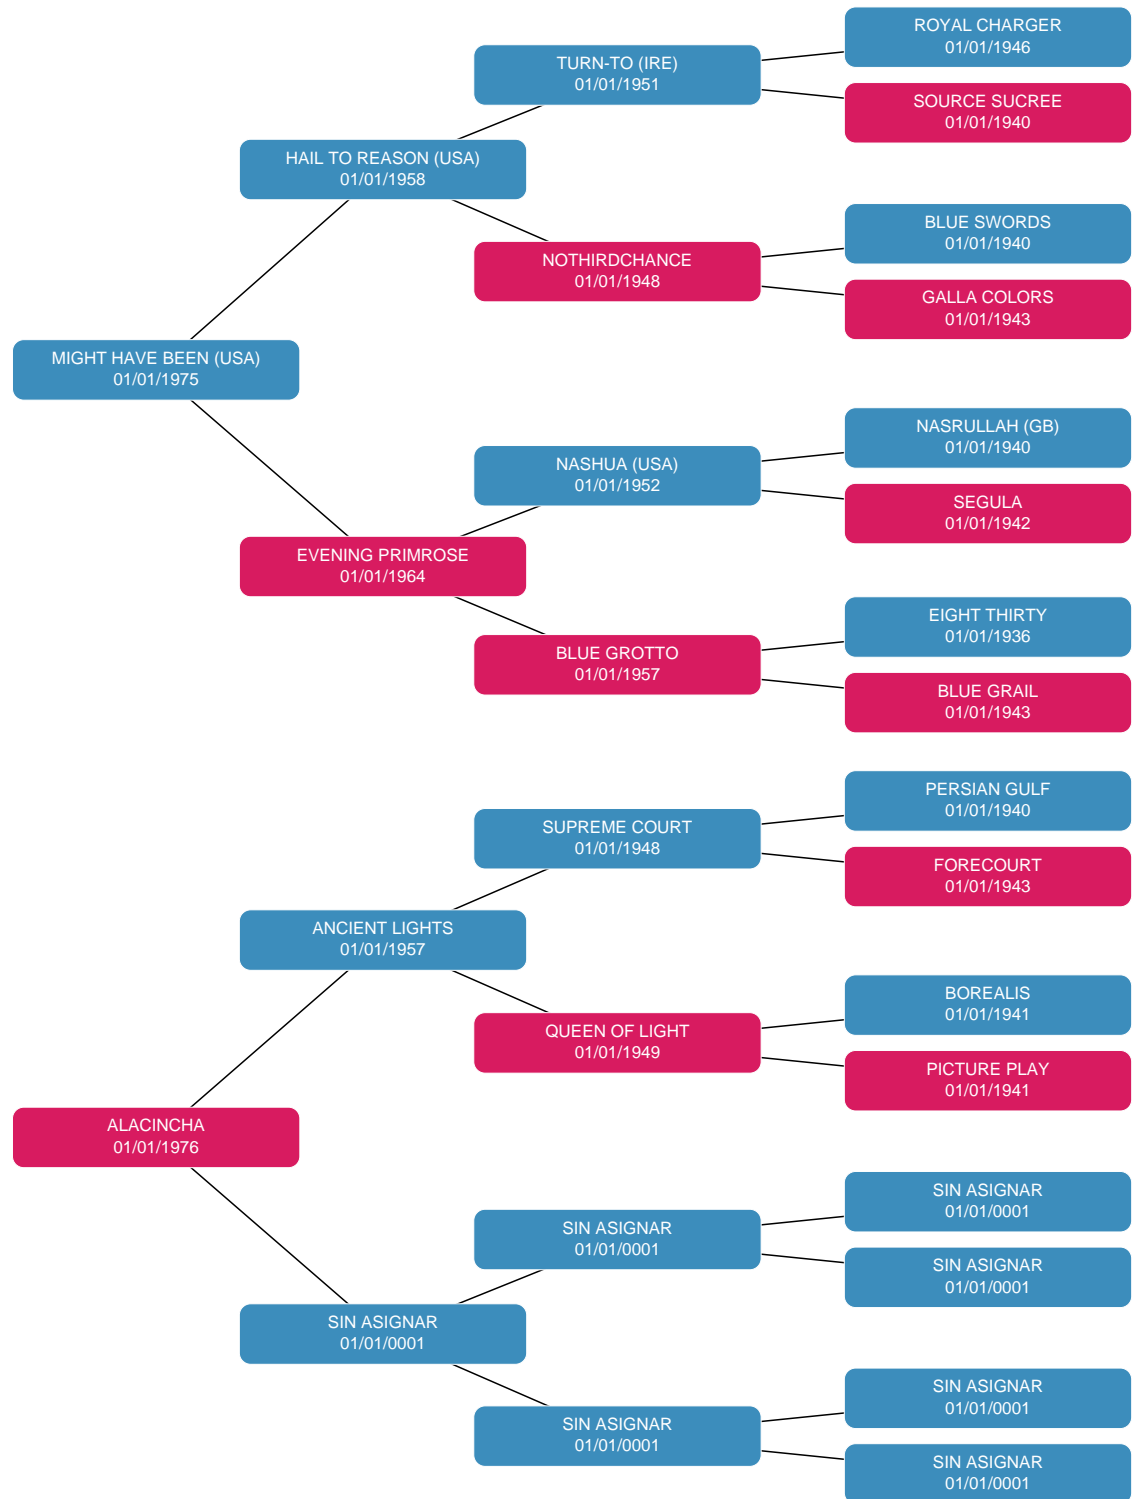 ROYAL CHARGER
01/01/1946
TURN-TO (IRE)
01/01/1951
SOURCE SUCREE
01/01/1940
HAIL TO REASON (USA)
01/01/1958
BLUE SWORDS
01/01/1940
NOTHIRDCHANCE
01/01/1948
GALLA COLORS
01/01/1943
MIGHT HAVE BEEN (USA)
01/01/1975
NASRULLAH (GB)
01/01/1940
NASHUA (USA)
01/01/1952
SEGULA
01/01/1942
EVENING PRIMROSE
01/01/1964
EIGHT THIRTY
01/01/1936
BLUE GROTTO
01/01/1957
BLUE GRAIL
01/01/1943
PERSIAN GULF
01/01/1940
SUPREME COURT
01/01/1948
FORECOURT
01/01/1943
ANCIENT LIGHTS
01/01/1957
BOREALIS
01/01/1941
QUEEN OF LIGHT
01/01/1949
PICTURE PLAY
01/01/1941
ALACINCHA
01/01/1976
SIN ASIGNAR
01/01/0001
SIN ASIGNAR
01/01/0001
SIN ASIGNAR
01/01/0001
SIN ASIGNAR
01/01/0001
SIN ASIGNAR
01/01/0001
SIN ASIGNAR
01/01/0001
SIN ASIGNAR
01/01/0001